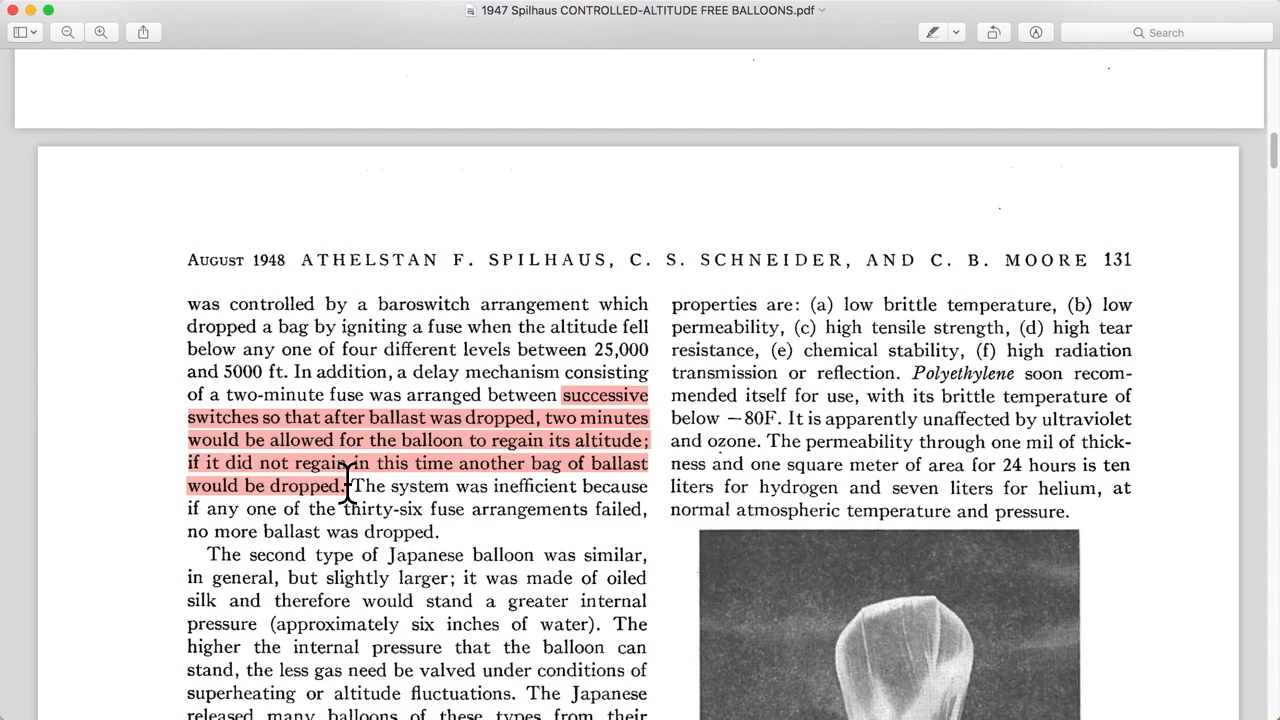 1947 Spilhaus CONTROLLED-ALTITUDE FREE BALLOONS.pdf
Search
AUGUST 1948 ATHELSTAN F. SPILHAUS, C. S. SCHNEIDER, AND C. B. MOORE 131
was controlled by a baroswitch arrangement which
dropped a bag by igniting a fuse when the altitude fell
below any one of four different levels between 25,000
and 5000 ft. In addition, a delay mechanism consisting
of a two-minute fuse was arranged between successive
switches so that after ballast was dropped, two minutes
would be allowed for the balloon to regain its altitude;
if it did not regain in this time another bag of ballast
would be dropped. The system was inefficient because
if any one of the thirty-six fuse arrangements failed,
no more ballast was dropped.
The second type of Japanese balloon was similar,
in general, but slightly larger; it was made of oiled
silk and therefore would stand a greater internal
pressure (approximately six inches of water). The
higher the internal pressure that the balloon can
stand, the less gas need be valved under conditions of
superheating or altitude fluctuations. The Japanese
released many balloons of these types from their
properties are: (a) low brittle temperature, (b) low
permeability, (c) high tensile strength, (d) high tear
resistance, (e) chemical stability, (f) high radiation
transmission or reflection. Polyethylene soon recom-
mended itself for use, with its brittle temperature of
below −80F. It is apparently unaffected by ultraviolet
and ozone. The permeability through one mil of thick-
ness and one square meter of area for 24 hours is ten
liters for hydrogen and seven liters for helium, at
normal atmospheric temperature and pressure.